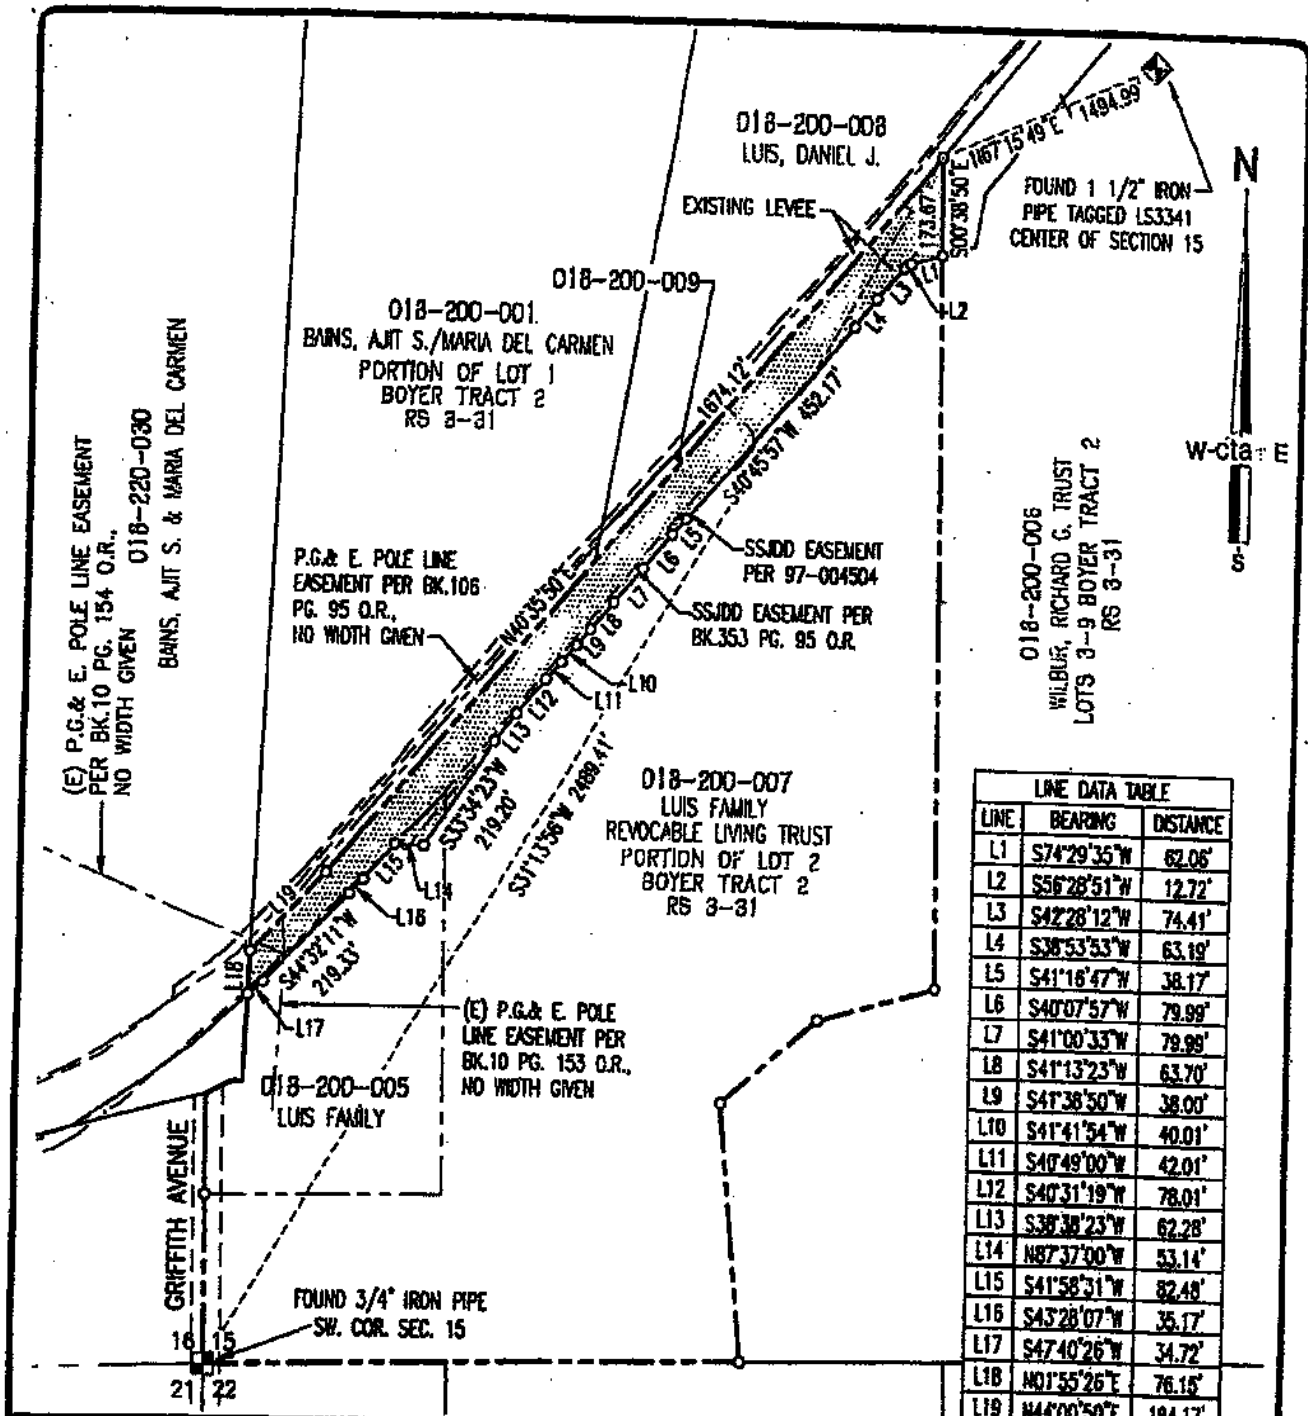 018-200-008
LUIS, DANIEL J.
N67°15'49"E 1494.99'
N
EXISTING LEVEE
173.67'
S00°38'50"E
FOUND 1 1/2" IRON
PIPE TAGGED LS3341
CENTER OF SECTION 15
018-200-009
L1
L2
L3
L4
018-200-001
BAINS, AJIT S./MARIA DEL CARMEN
PORTION OF LOT 1
BOYER TRACT 2
RS 3-31
1674.12'
S40°45'57"W 452.17'
E
S
(E) P.G.& E. POLE LINE EASEMENT
PER BK.10 PG. 154 O.R.,
NO WIDTH GIVEN
018-220-030
BAINS, AJIT S. & MARIA DEL CARMEN
018-200-006
WILBUR, RICHARD G. TRUST
LOTS 3-9 BOYER TRACT 2
RS 3-31
P.G.& E. POLE LINE
EASEMENT PER BK.106
PG. 95 O.R.,
NO WIDTH GIVEN
N40°35'50"E
L5
L6
L7
L8
L9
L10
L11
L12
L13
SSJDD EASEMENT
PER 97-004504
SSJDD EASEMENT PER
BK.353 PG. 95 O.R.
S33°34'23"W
219.20'
S31°13'56"W 2489.41'
018-200-007
LUIS FAMILY
REVOCABLE LIVING TRUST
PORTION OF LOT 2
BOYER TRACT 2
RS 3-31
L14
L15
L16
L19
L18
S44°32'11"W
219.33'
L17
(E) P.G.& E. POLE
LINE EASEMENT PER
BK.10 PG. 153 O.R.,
NO WIDTH GIVEN
018-200-005
LUIS FAMILY
GRIFFITH AVENUE
FOUND 3/4" IRON PIPE
SW. COR. SEC. 15
16 15
21 22
LINE DATA TABLE
LINE BEARING DISTANCE
L1 S74°29'35"W 62.06'
L2 S56°28'51"W 12.72'
L3 S42°28'12"W 74.41'
L4 S38°53'53"W 63.19'
L5 S41°16'47"W 38.17'
L6 S40°07'57"W 79.99'
L7 S41°00'33"W 79.99'
L8 S41°13'23"W 63.70'
L9 S41°38'50"W 38.00'
L10 S41°41'54"W 40.01'
L11 S40°49'00"W 42.01'
L12 S40°31'19"W 78.01'
L13 S38°38'23"W 62.28'
L14 N87°37'00"W 53.14'
L15 S41°58'31"W 82.48'
L16 S43°28'07"W 35.17'
L17 S47°40'26"W 34.72'
L18 N01°55'26"E 76.15'
L19 N44°00'50"E 184.17'